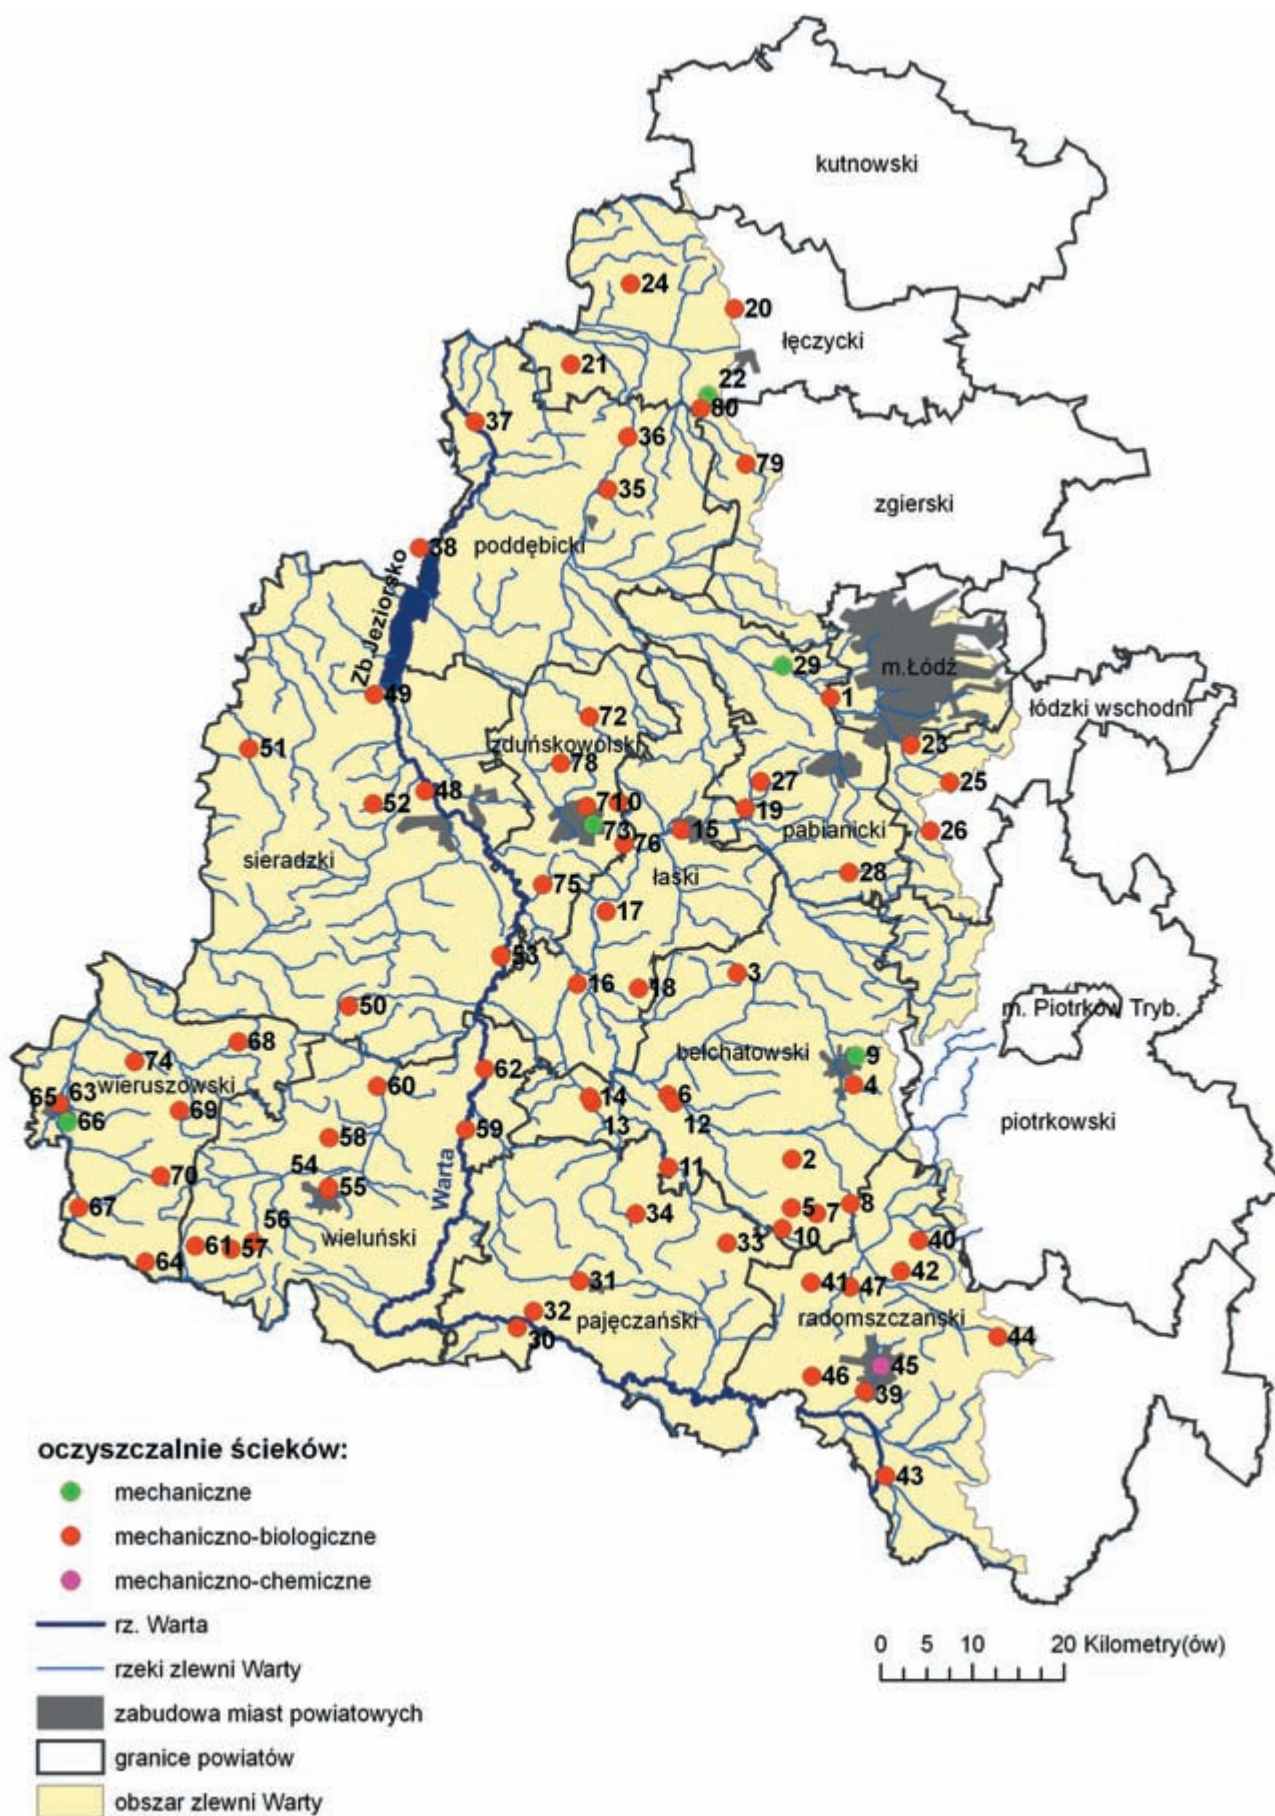 kutnowski
24
20
łęczycki
21
22
80
37
36
79
35
zgierski
38
poddębicki
Zb.Jeziorsko
29
m.Łódź
49
1
łódzki wschodni
72
51
zduńskowolski
23
78
27
25
48
52
710
19
73
15
pabianicki
26
76
sieradzki
łaski
28
75
17
53
3
16
18
50
m. Piotrków Tryb.
68
bełchatowski
9
74
62
wieruszowski
60
4
65
63
14
6
69
66
13
12
59
piotrkowski
58
54
2
11
70
55
Warta
67
5
7
8
34
56
10
wieluński
33
40
61
57
64
42
31
41
47
32
pajęczański
radomszczański
30
44
45
46
39
oczyszczalnie ścieków:
43
mechaniczne
mechaniczno-biologiczne
mechaniczno-chemiczne
rz. Warta
0 5 10 20 Kilometry(ów)
rzeki zlewni Warty
zabudowa miast powiatowych
granice powiatów
obszar zlewni Warty